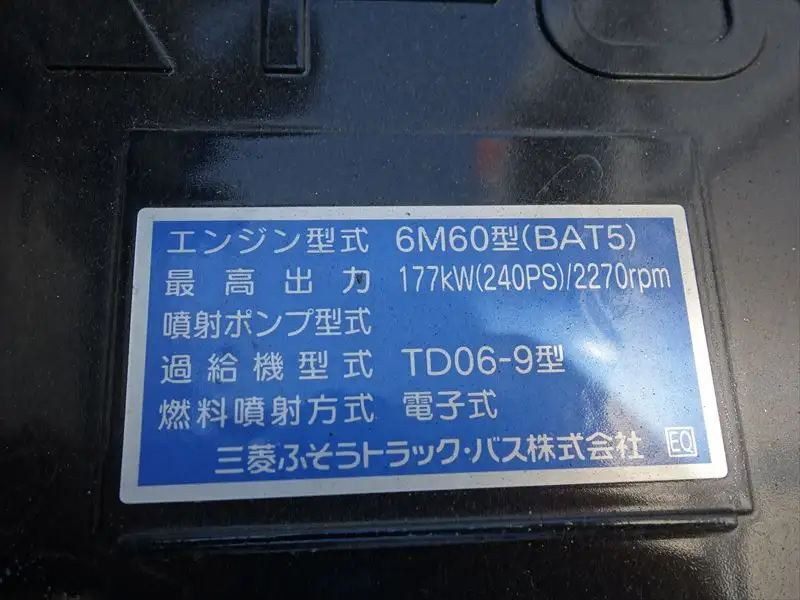 エンジン型式 6M60型(BAT5)
最高出力 177kW(240PS)/2270rpm
噴射ポンプ型式
過給機型式 TD06-9型
燃料噴射方式 電子式
三菱ふそうトラック・バス株式会社 EQ